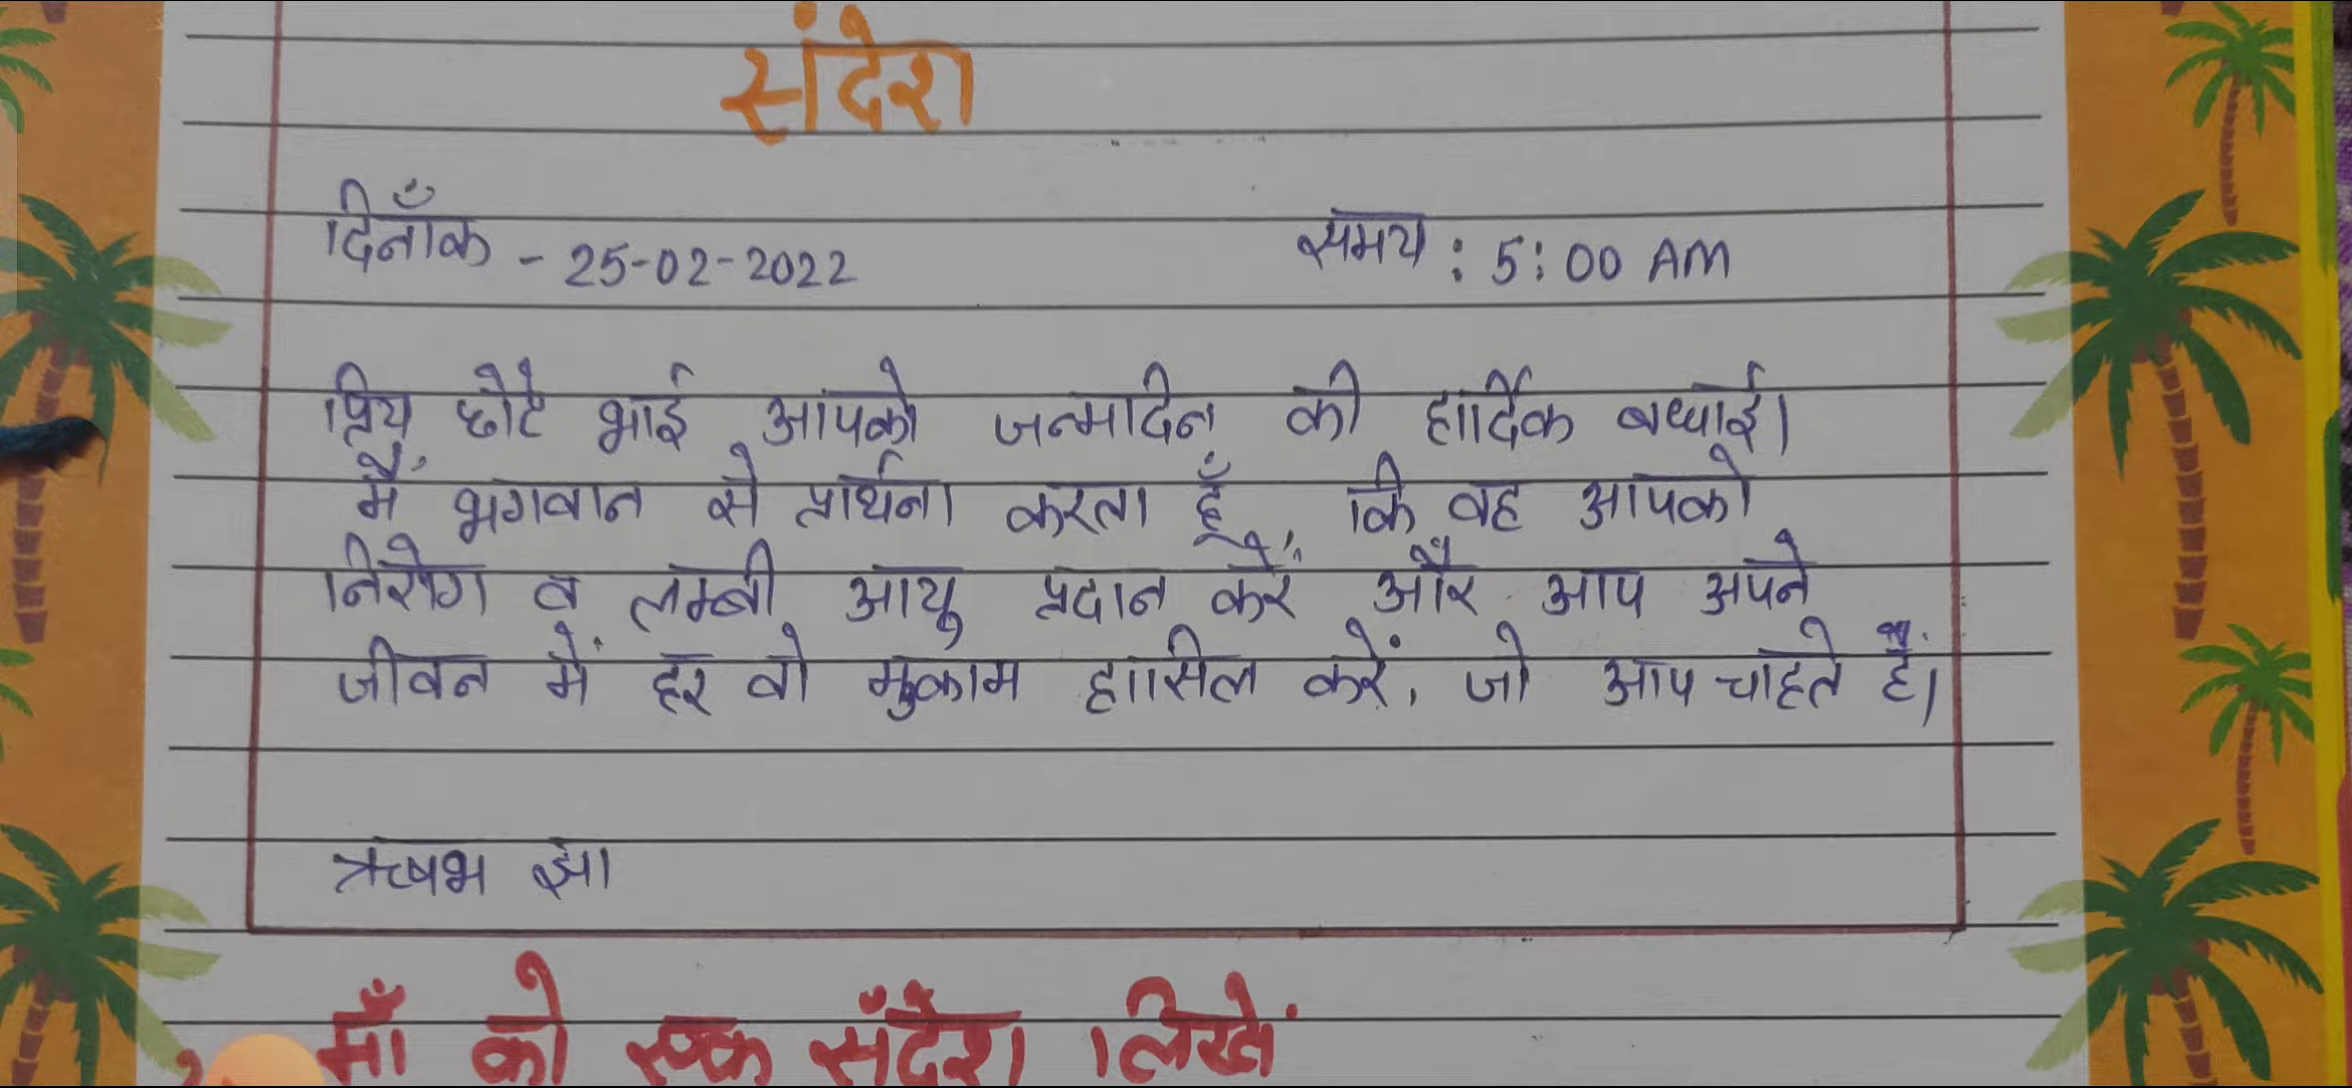 संदेश
दिनाँक - 25-02-2022 समय : 5:00 AM
प्रिय छोटे भाई आपको जन्मदिन की हार्दिक बधाई।
मैं भगवान से प्रार्थना करता हूँ, कि वह आपको
निरोग व लम्बी आयु प्रदान करें और आप अपने
जीवन में हर वो मुकाम हासिल करें, जो आप चाहते हैं।
ऋषभ झा
माँ को एक संदेश लिखें